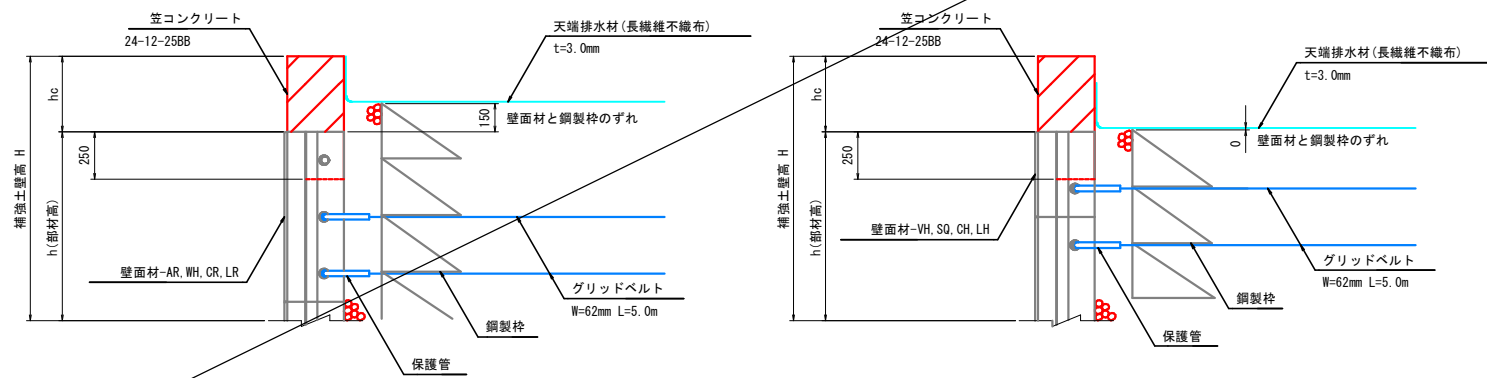 笠コンクリート
24-12-25BB
天端排水材(長繊維不織布)
t=3.0mm
hc
150
壁面材と鋼製枠のずれ
250
補強土壁高 H
h(部材高)
壁面材-AR,WH,CR,LR
グリッドベルト
W=62mm L=5.0m
鋼製枠
保護管
笠コンクリート
24-12-25BB
天端排水材(長繊維不織布)
t=3.0mm
hc
0
壁面材と鋼製枠のずれ
250
補強土壁高 H
h(部材高)
壁面材-VH,SQ,CH,LH
グリッドベルト
W=62mm L=5.0m
鋼製枠
保護管